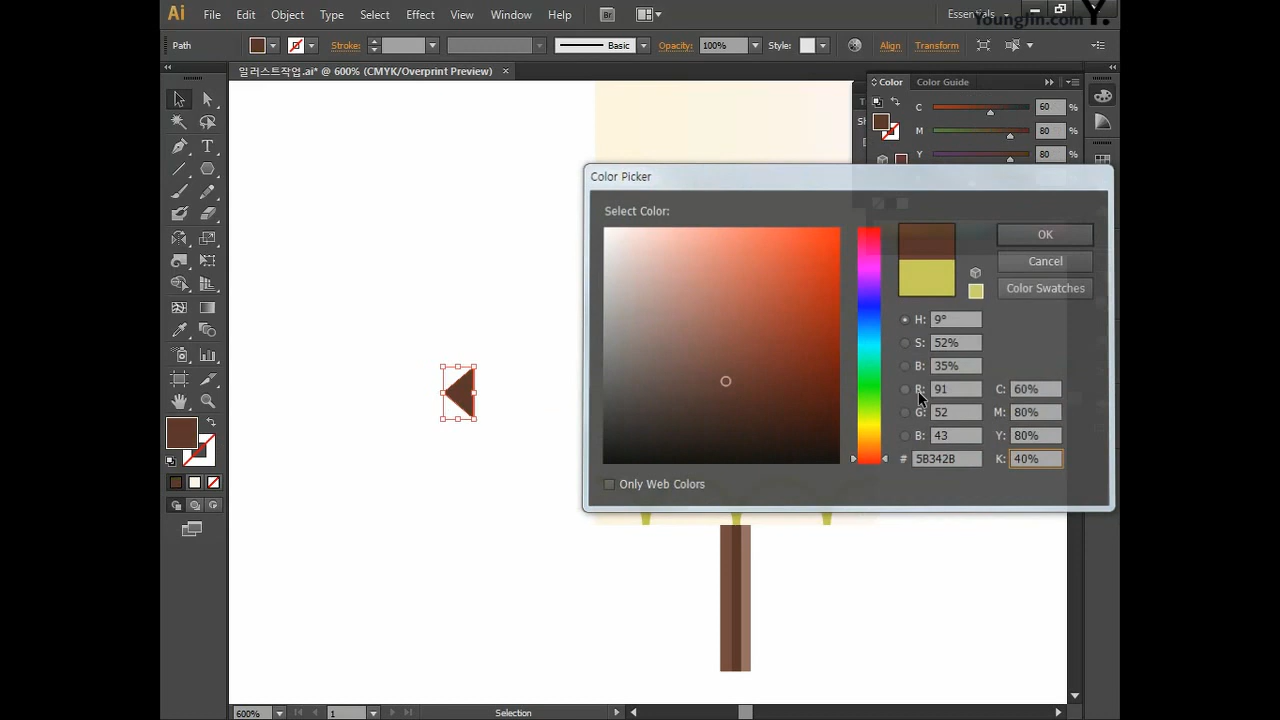 Ai File Edit Object Type Select Effect View Window Help Br Essentials
Youngjin.com Y.
Path Stroke: Basic Opacity: 100% Style: Align Transform
일러스트작업.ai* @ 600% (CMYK/Overprint Preview) ×
Color Color Guide
C 60 %
M 80 %
Y 80 %
Color Picker
Select Color:
OK
Cancel
Color Swatches
H: 9°
S: 52%
B: 35%
R: 91 C: 60%
G: 52 M: 80%
B: 43 Y: 80%
# 5B342B K: 40%
Only Web Colors
600% 1 Selection